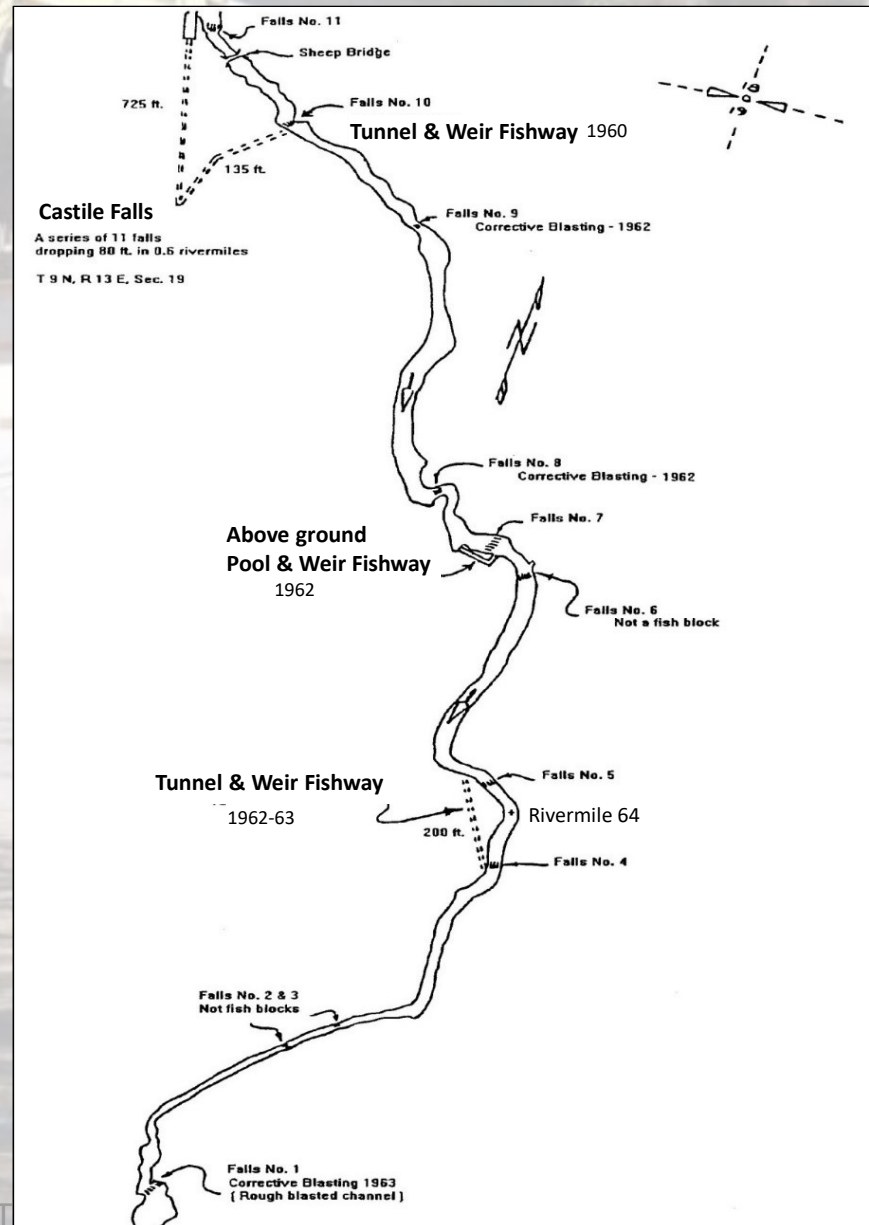 Falls No. 11
Sheep Bridge
725 ft.
Falls No. 10
Tunnel & Weir Fishway 1960
135 ft.
Castile Falls
A series of 11 falls
dropping 80 ft. in 0.6 rivermiles
T 9 N, R 13 E, Sec. 19
Falls No. 9
Corrective Blasting - 1962
N
Falls No. 8
Corrective Blasting - 1962
Falls No. 7
Above ground
Pool & Weir Fishway
1962
Falls No. 6
Not a fish block
Tunnel & Weir Fishway
1962-63
Falls No. 5
Rivermile 64
200 ft.
Falls No. 4
Falls No. 2 & 3
Not fish blocks
Falls No. 1
Corrective Blasting 1963
( Rough blasted channel )